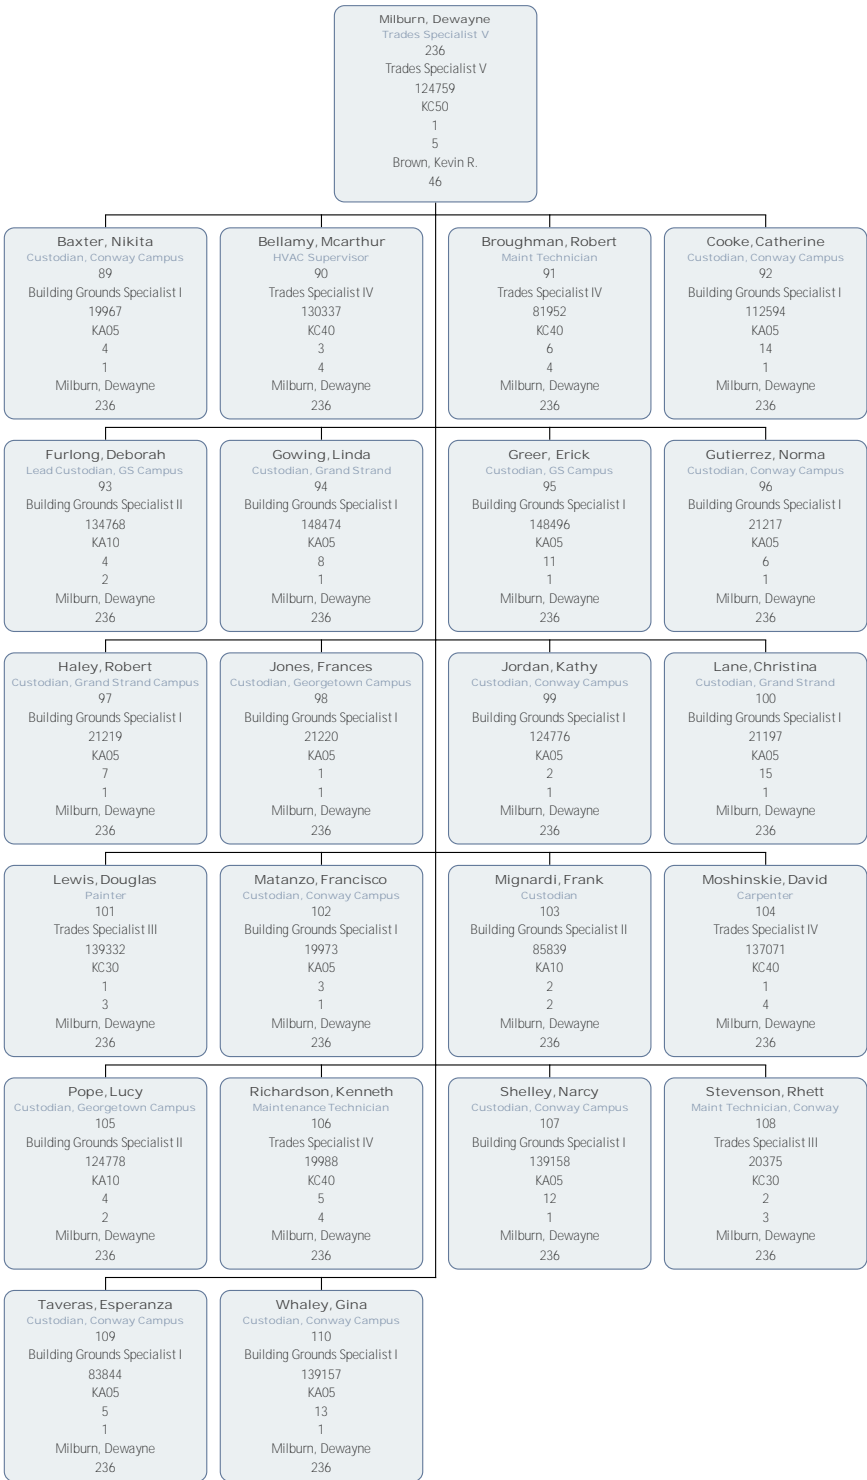 Milburn, Dewayne
Trades Specialist V
236
Trades Specialist V
124759
KC50
1
5
Brown, Kevin R.
46
Baxter, Nikita
Custodian, Conway Campus
89
Building Grounds Specialist I
19967
KA05
4
1
Milburn, Dewayne
236
Bellamy, Mcarthur
HVAC Supervisor
90
Trades Specialist IV
130337
KC40
3
4
Milburn, Dewayne
236
Broughman, Robert
Maint Technician
91
Trades Specialist IV
81952
KC40
6
4
Milburn, Dewayne
236
Cooke, Catherine
Custodian, Conway Campus
92
Building Grounds Specialist I
112594
KA05
14
1
Milburn, Dewayne
236
Furlong, Deborah
Lead Custodian, GS Campus
93
Building Grounds Specialist II
134768
KA10
4
2
Milburn, Dewayne
236
Gowing, Linda
Custodian, Grand Strand
94
Building Grounds Specialist I
148474
KA05
8
1
Milburn, Dewayne
236
Greer, Erick
Custodian, GS Campus
95
Building Grounds Specialist I
148496
KA05
11
1
Milburn, Dewayne
236
Gutierrez, Norma
Custodian, Conway Campus
96
Building Grounds Specialist I
21217
KA05
6
1
Milburn, Dewayne
236
Haley, Robert
Custodian, Grand Strand Campus
97
Building Grounds Specialist I
21219
KA05
7
1
Milburn, Dewayne
236
Jones, Frances
Custodian, Georgetown Campus
98
Building Grounds Specialist I
21220
KA05
1
1
Milburn, Dewayne
236
Jordan, Kathy
Custodian, Conway Campus
99
Building Grounds Specialist I
124776
KA05
2
1
Milburn, Dewayne
236
Lane, Christina
Custodian, Grand Strand
100
Building Grounds Specialist I
21197
KA05
15
1
Milburn, Dewayne
236
Lewis, Douglas
Painter
101
Trades Specialist III
139332
KC30
1
3
Milburn, Dewayne
236
Matanzo, Francisco
Custodian, Conway Campus
102
Building Grounds Specialist I
19973
KA05
3
1
Milburn, Dewayne
236
Mignardi, Frank
Custodian
103
Building Grounds Specialist II
85839
KA10
2
2
Milburn, Dewayne
236
Moshinskie, David
Carpenter
104
Trades Specialist IV
137071
KC40
1
4
Milburn, Dewayne
236
Pope, Lucy
Custodian, Georgetown Campus
105
Building Grounds Specialist II
124778
KA10
4
2
Milburn, Dewayne
236
Richardson, Kenneth
Maintenance Technician
106
Trades Specialist IV
19988
KC40
5
4
Milburn, Dewayne
236
Shelley, Narcy
Custodian, Conway Campus
107
Building Grounds Specialist I
139158
KA05
12
1
Milburn, Dewayne
236
Stevenson, Rhett
Maint Technician, Conway
108
Trades Specialist III
20375
KC30
2
3
Milburn, Dewayne
236
Taveras, Esperanza
Custodian, Conway Campus
109
Building Grounds Specialist I
83844
KA05
5
1
Milburn, Dewayne
236
Whaley, Gina
Custodian, Conway Campus
110
Building Grounds Specialist I
139157
KA05
13
1
Milburn, Dewayne
236